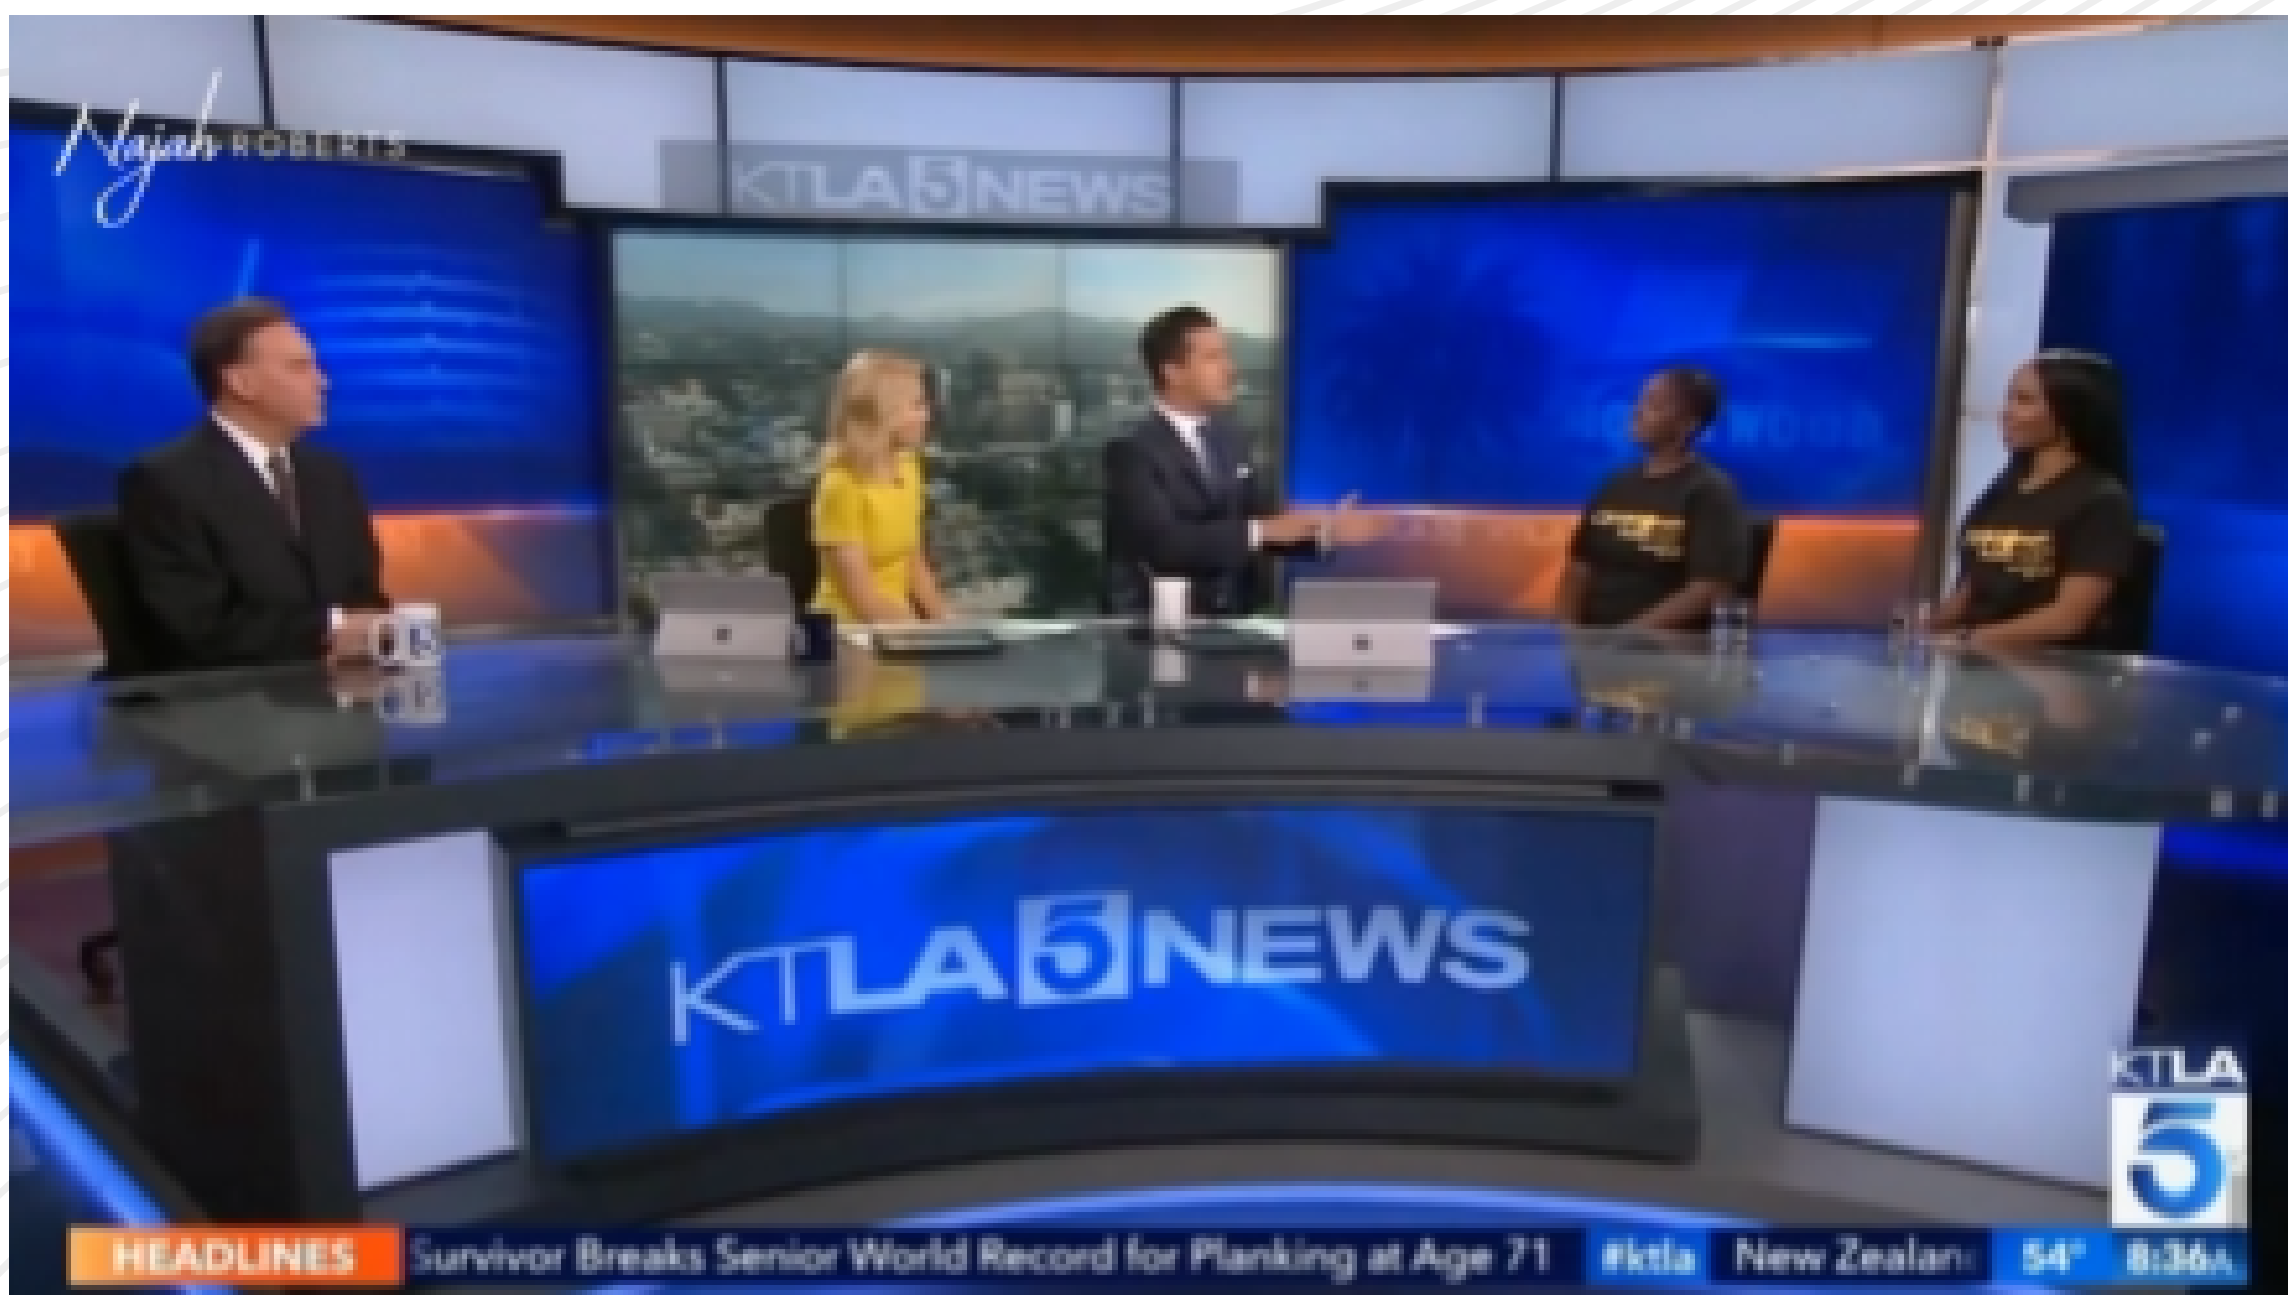 Najah ROBERTS
KTLA 5 NEWS
KTLA 5 NEWS
KTLA
5
HEADLINES Survivor Breaks Senior World Record for Planking at Age 71 #ktla New Zealan 54° 8:36A